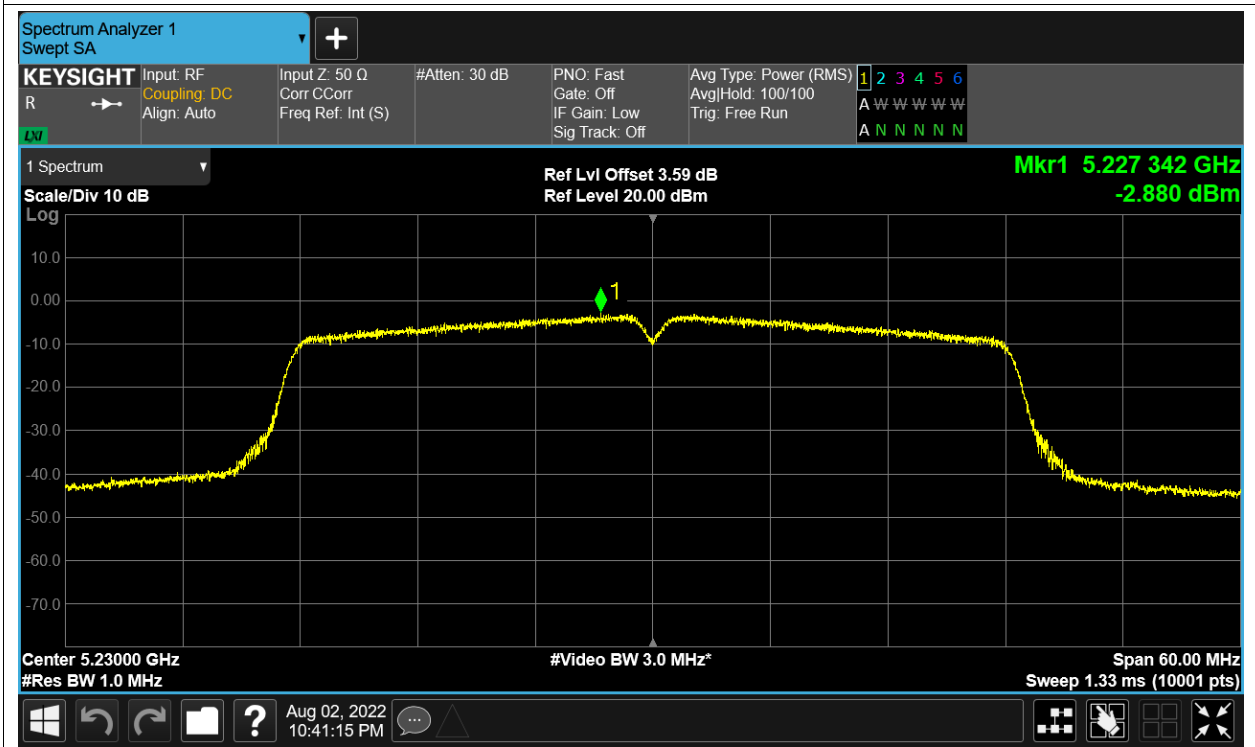 Spectrum Analyzer 1
Swept SA
KEYSIGHT
R
LXI
Input: RF
Coupling: DC
Align: Auto
Input Z: 50 Ω
Corr CCorr
Freq Ref: Int (S)
#Atten: 30 dB
PNO: Fast
Gate: Off
IF Gain: Low
Sig Track: Off
Avg Type: Power (RMS)
Avg|Hold: 100/100
Trig: Free Run
1 2 3 4 5 6
A W W W W W
A N N N N N
1 Spectrum
Scale/Div 10 dB
Ref Lvl Offset 3.59 dB
Ref Level 20.00 dBm
Mkr1 5.227 342 GHz
-2.880 dBm
Log
10.0
0.00
1
-10.0
-20.0
-30.0
-40.0
-50.0
-60.0
-70.0
Center 5.23000 GHz
#Res BW 1.0 MHz
#Video BW 3.0 MHz*
Span 60.00 MHz
Sweep 1.33 ms (10001 pts)
?
Aug 02, 2022
10:41:15 PM